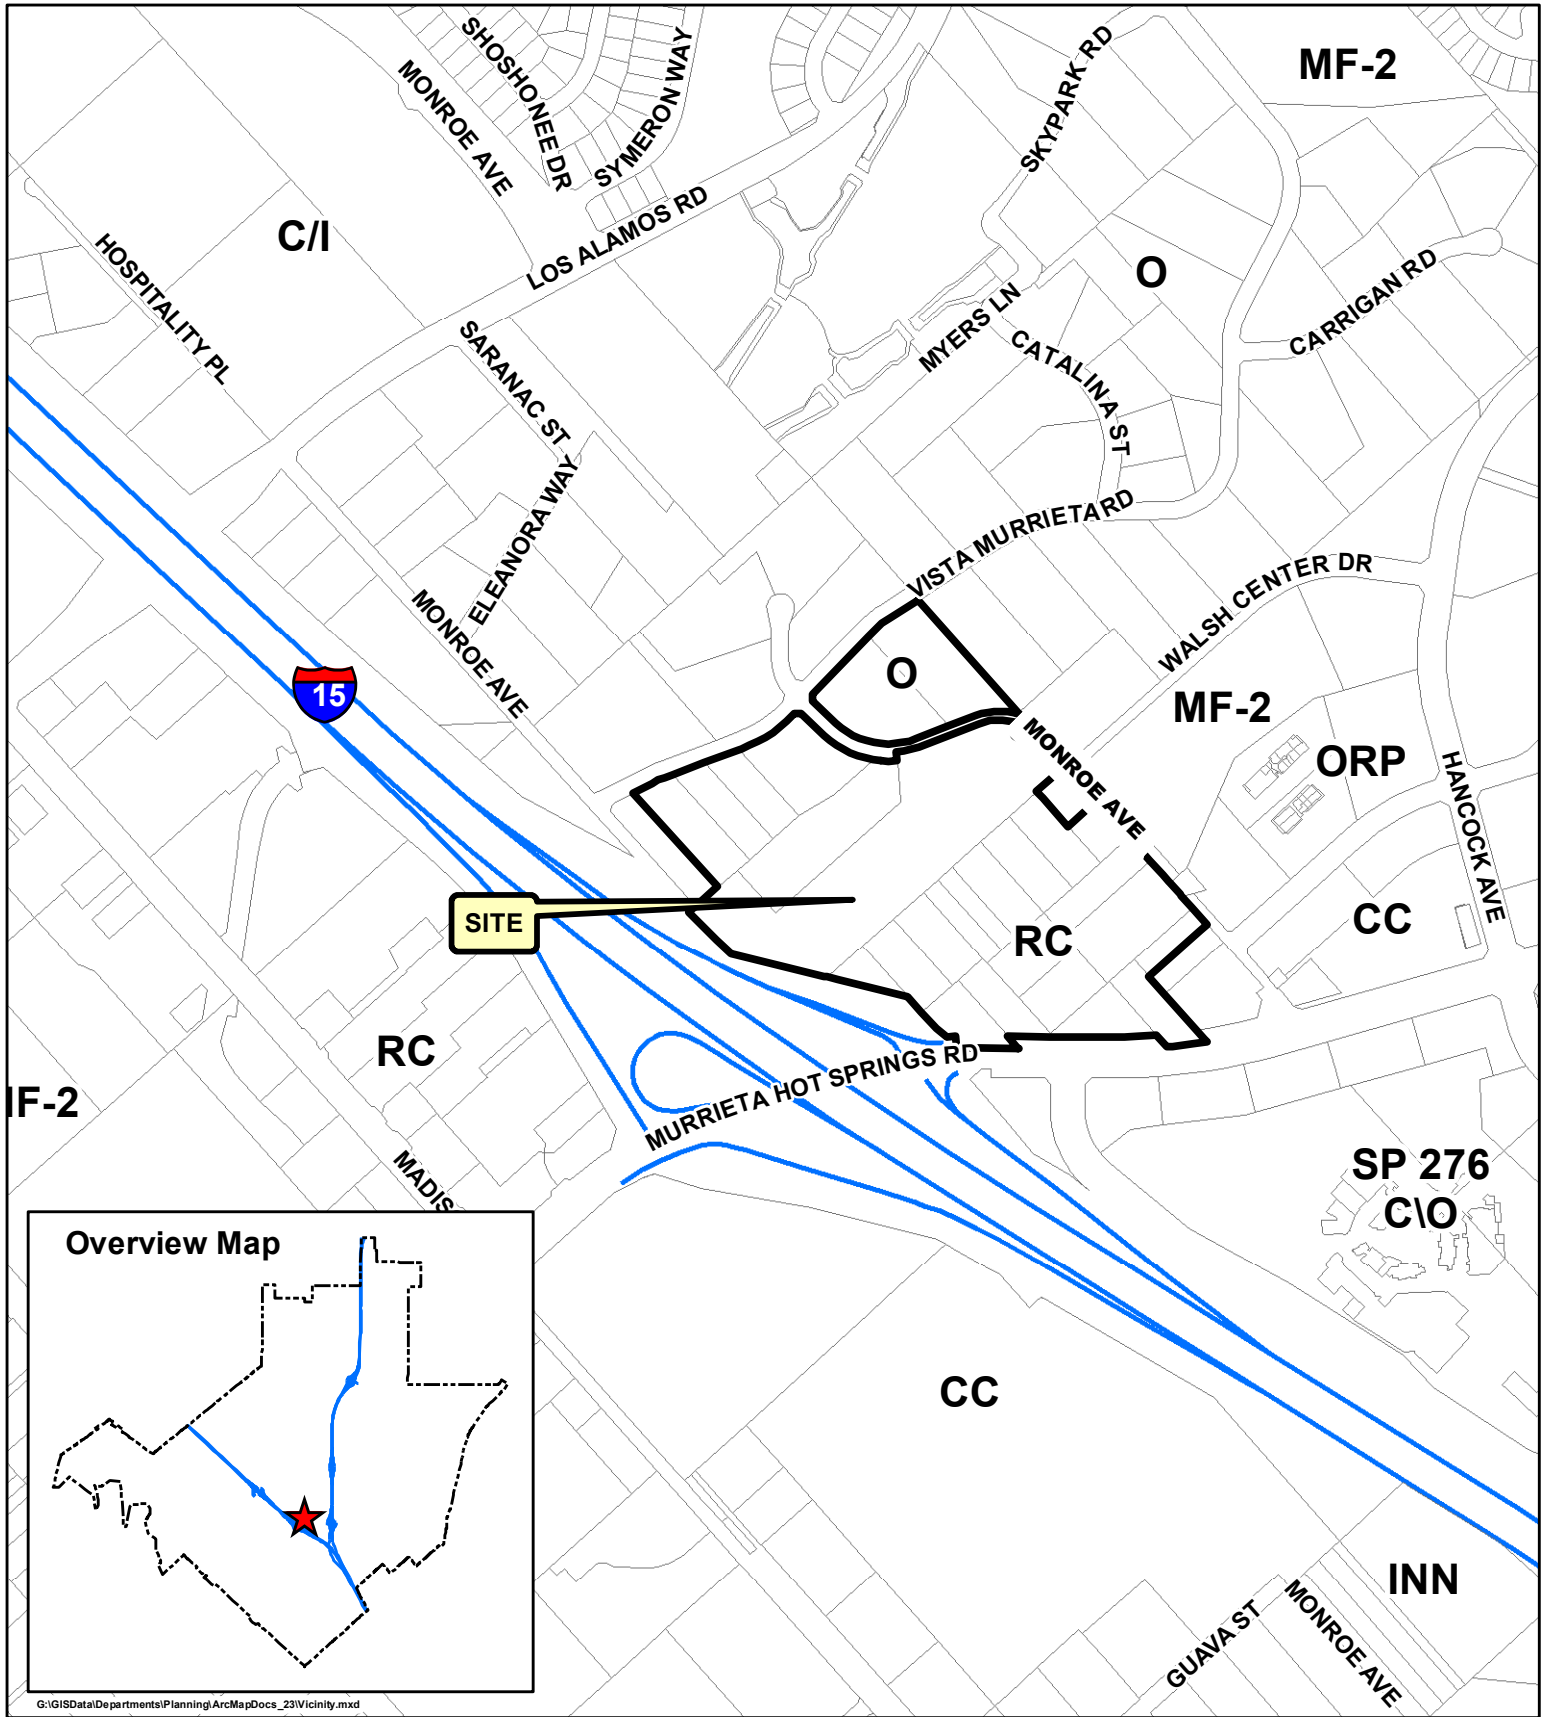 MF-2
SHOSHONEE DR
MONROE AVE
SYMERON WAY
SKYPARK RD
C/I
HOSPITALITY PL
LOS ALAMOS RD
O
CARRIGAN RD
MYERS LN
SARANAC ST
CATALINA ST
ELEANORA WAY
VISTA MURRIETA RD
WALSH CENTER DR
MONROE AVE
15
O
MF-2
MONROE AVE
ORP
HANCOCK AVE
SITE
RC
CC
RC
MURRIETA HOT SPRINGS RD
IF-2
MADIS
SP 276
C\O
Overview Map
CC
INN
GUAVA ST
MONROE AVE
G:\GISData\Departments\Planning\ArcMapDocs_23\Vicinity.mxd